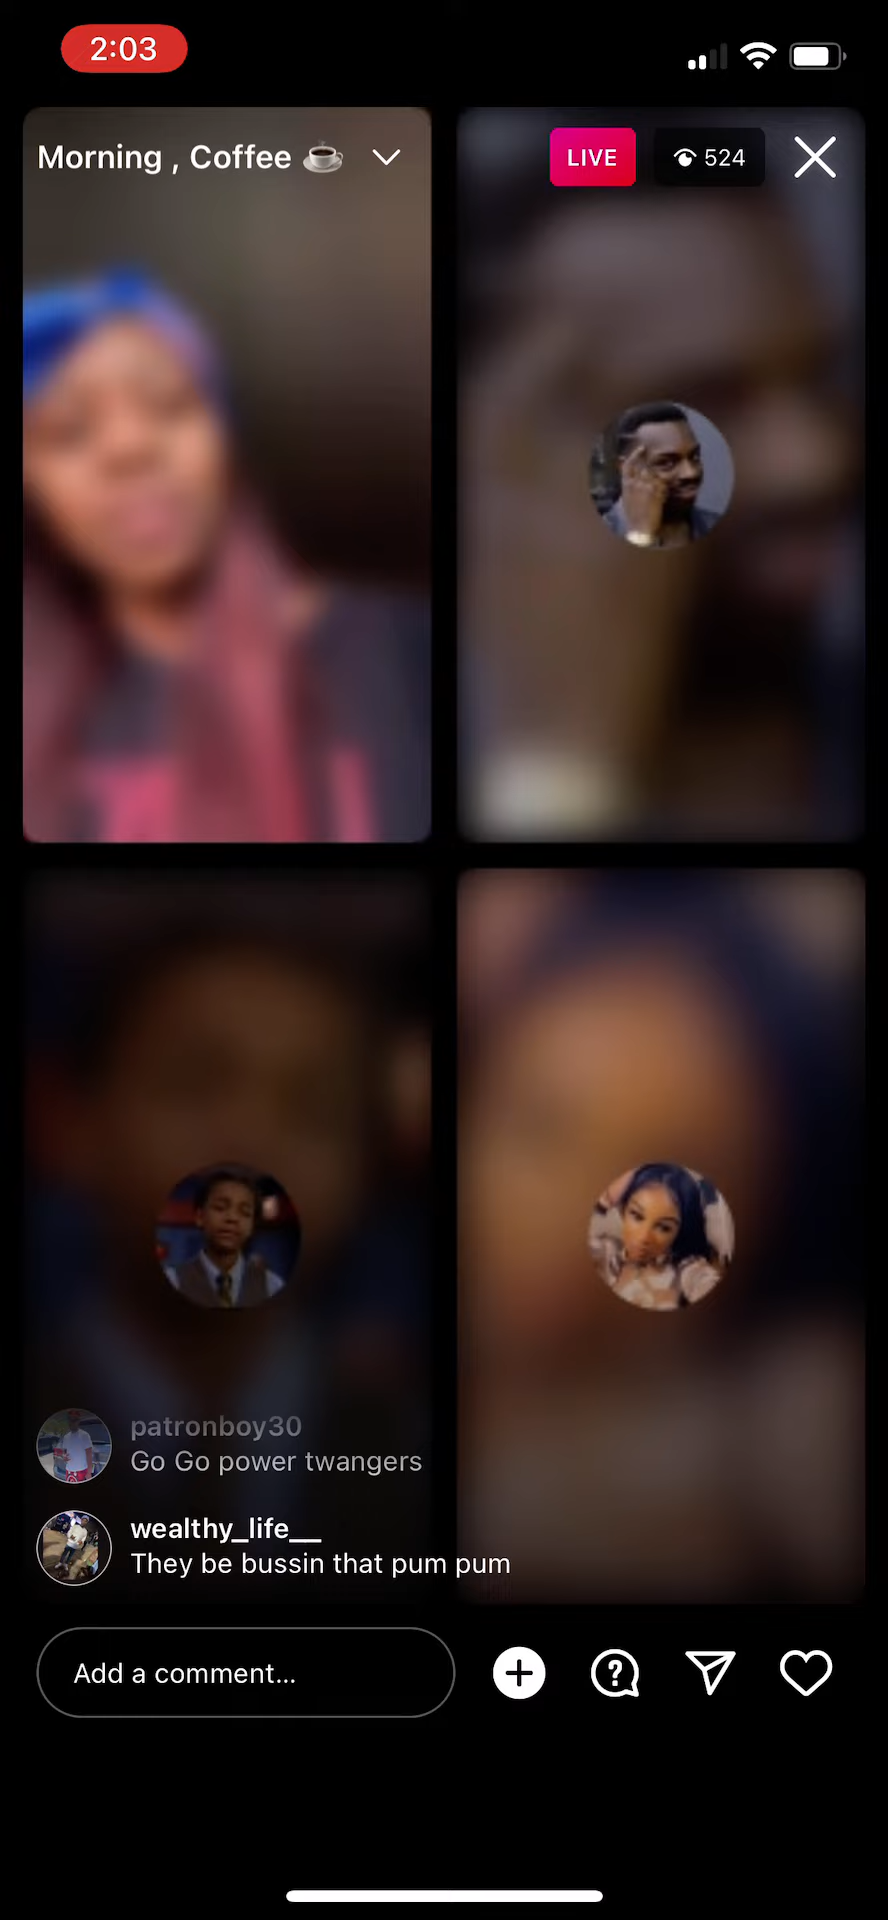 2:03
Morning , Coffee ☕
LIVE
524
patronboy30
Go Go power twangers
wealthy_life__
They be bussin that pum pum
Add a comment...